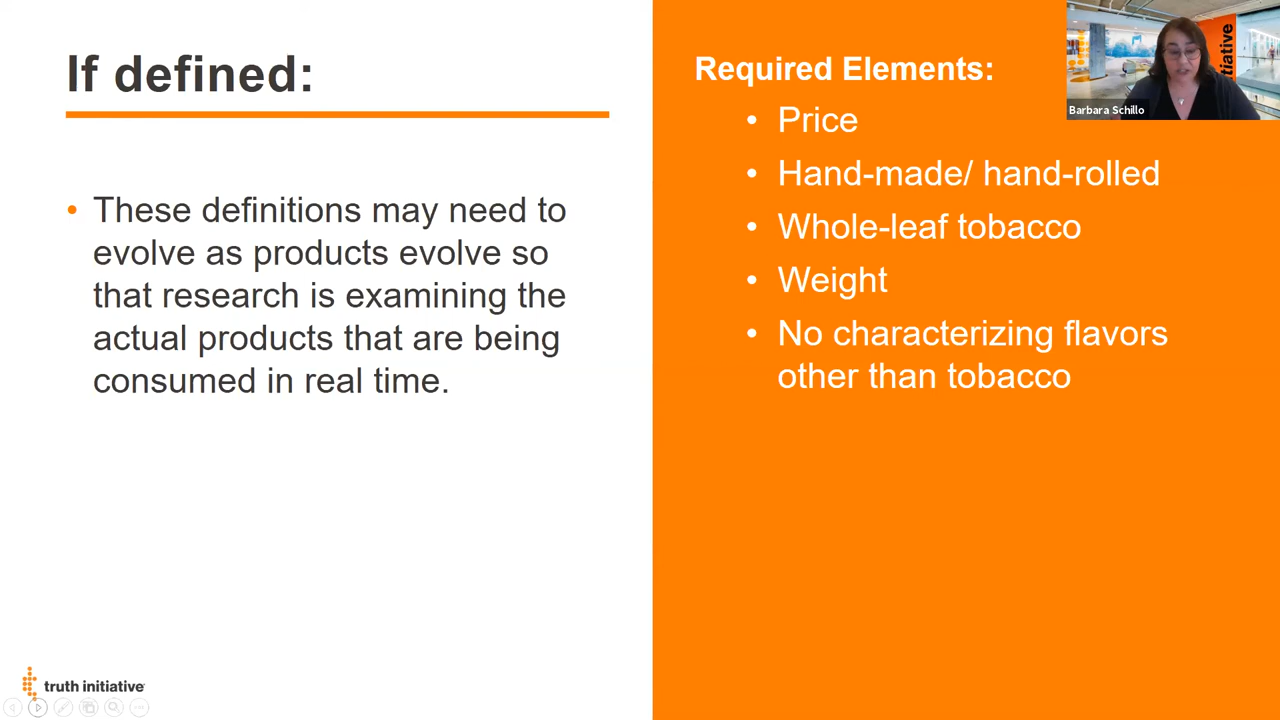 If defined:
• These definitions may need to
evolve as products evolve so
that research is examining the
actual products that are being
consumed in real time.
Required Elements:
• Price
• Hand-made/ hand-rolled
• Whole-leaf tobacco
• Weight
• No characterizing flavors
other than tobacco
itiative
Barbara Schillo
truth initiative